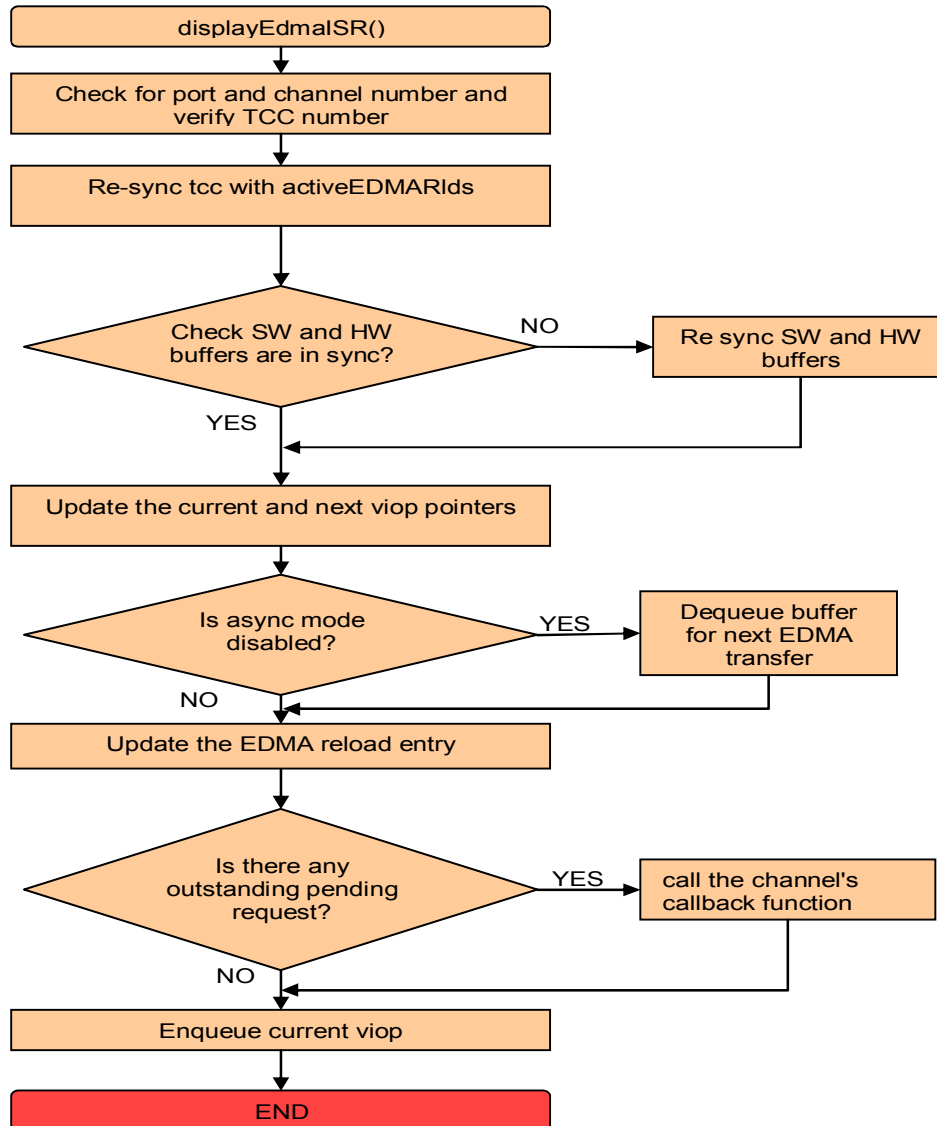 displayEdmaISR()
Check for port and channel number and
verify TCC number
Re-sync tcc with activeEDMARlds
Check SW and HW
buffers are in sync?
NO
Re sync SW and HW
buffers
YES
Update the current and next viop pointers
Is async mode
disabled?
YES
Dequeue buffer
for next EDMA
transfer
NO
Update the EDMA reload entry
Is there any
outstanding pending
request?
YES
call the channel's
callback function
NO
Enqueue current viop
END